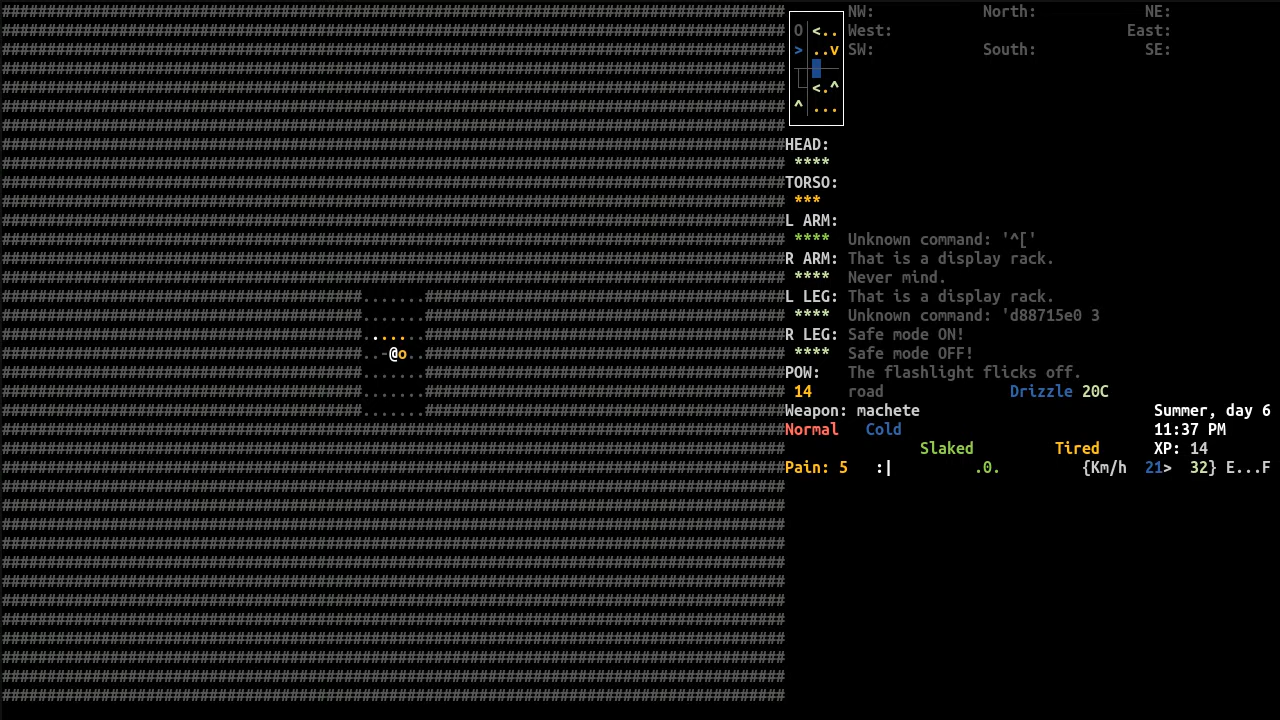 NW: North: NE:
O <.. West: East:
> ..v SW: South: SE:
<.^
^ ...
HEAD:
****
TORSO:
***
L ARM:
**** Unknown command: '^['
R ARM: That is a display rack.
**** Never mind.
L LEG: That is a display rack.
**** Unknown command: 'd88715e0 3
R LEG: Safe mode ON!
**** Safe mode OFF!
POW: The flashlight flicks off.
14 road Drizzle 20C
Weapon: machete Summer, day 6
Normal Cold 11:37 PM
Slaked Tired XP: 14
Pain: 5 :| .0. {Km/h 21> 32} E...F
.......
.......
......
..-@o..
.......
.......
.......